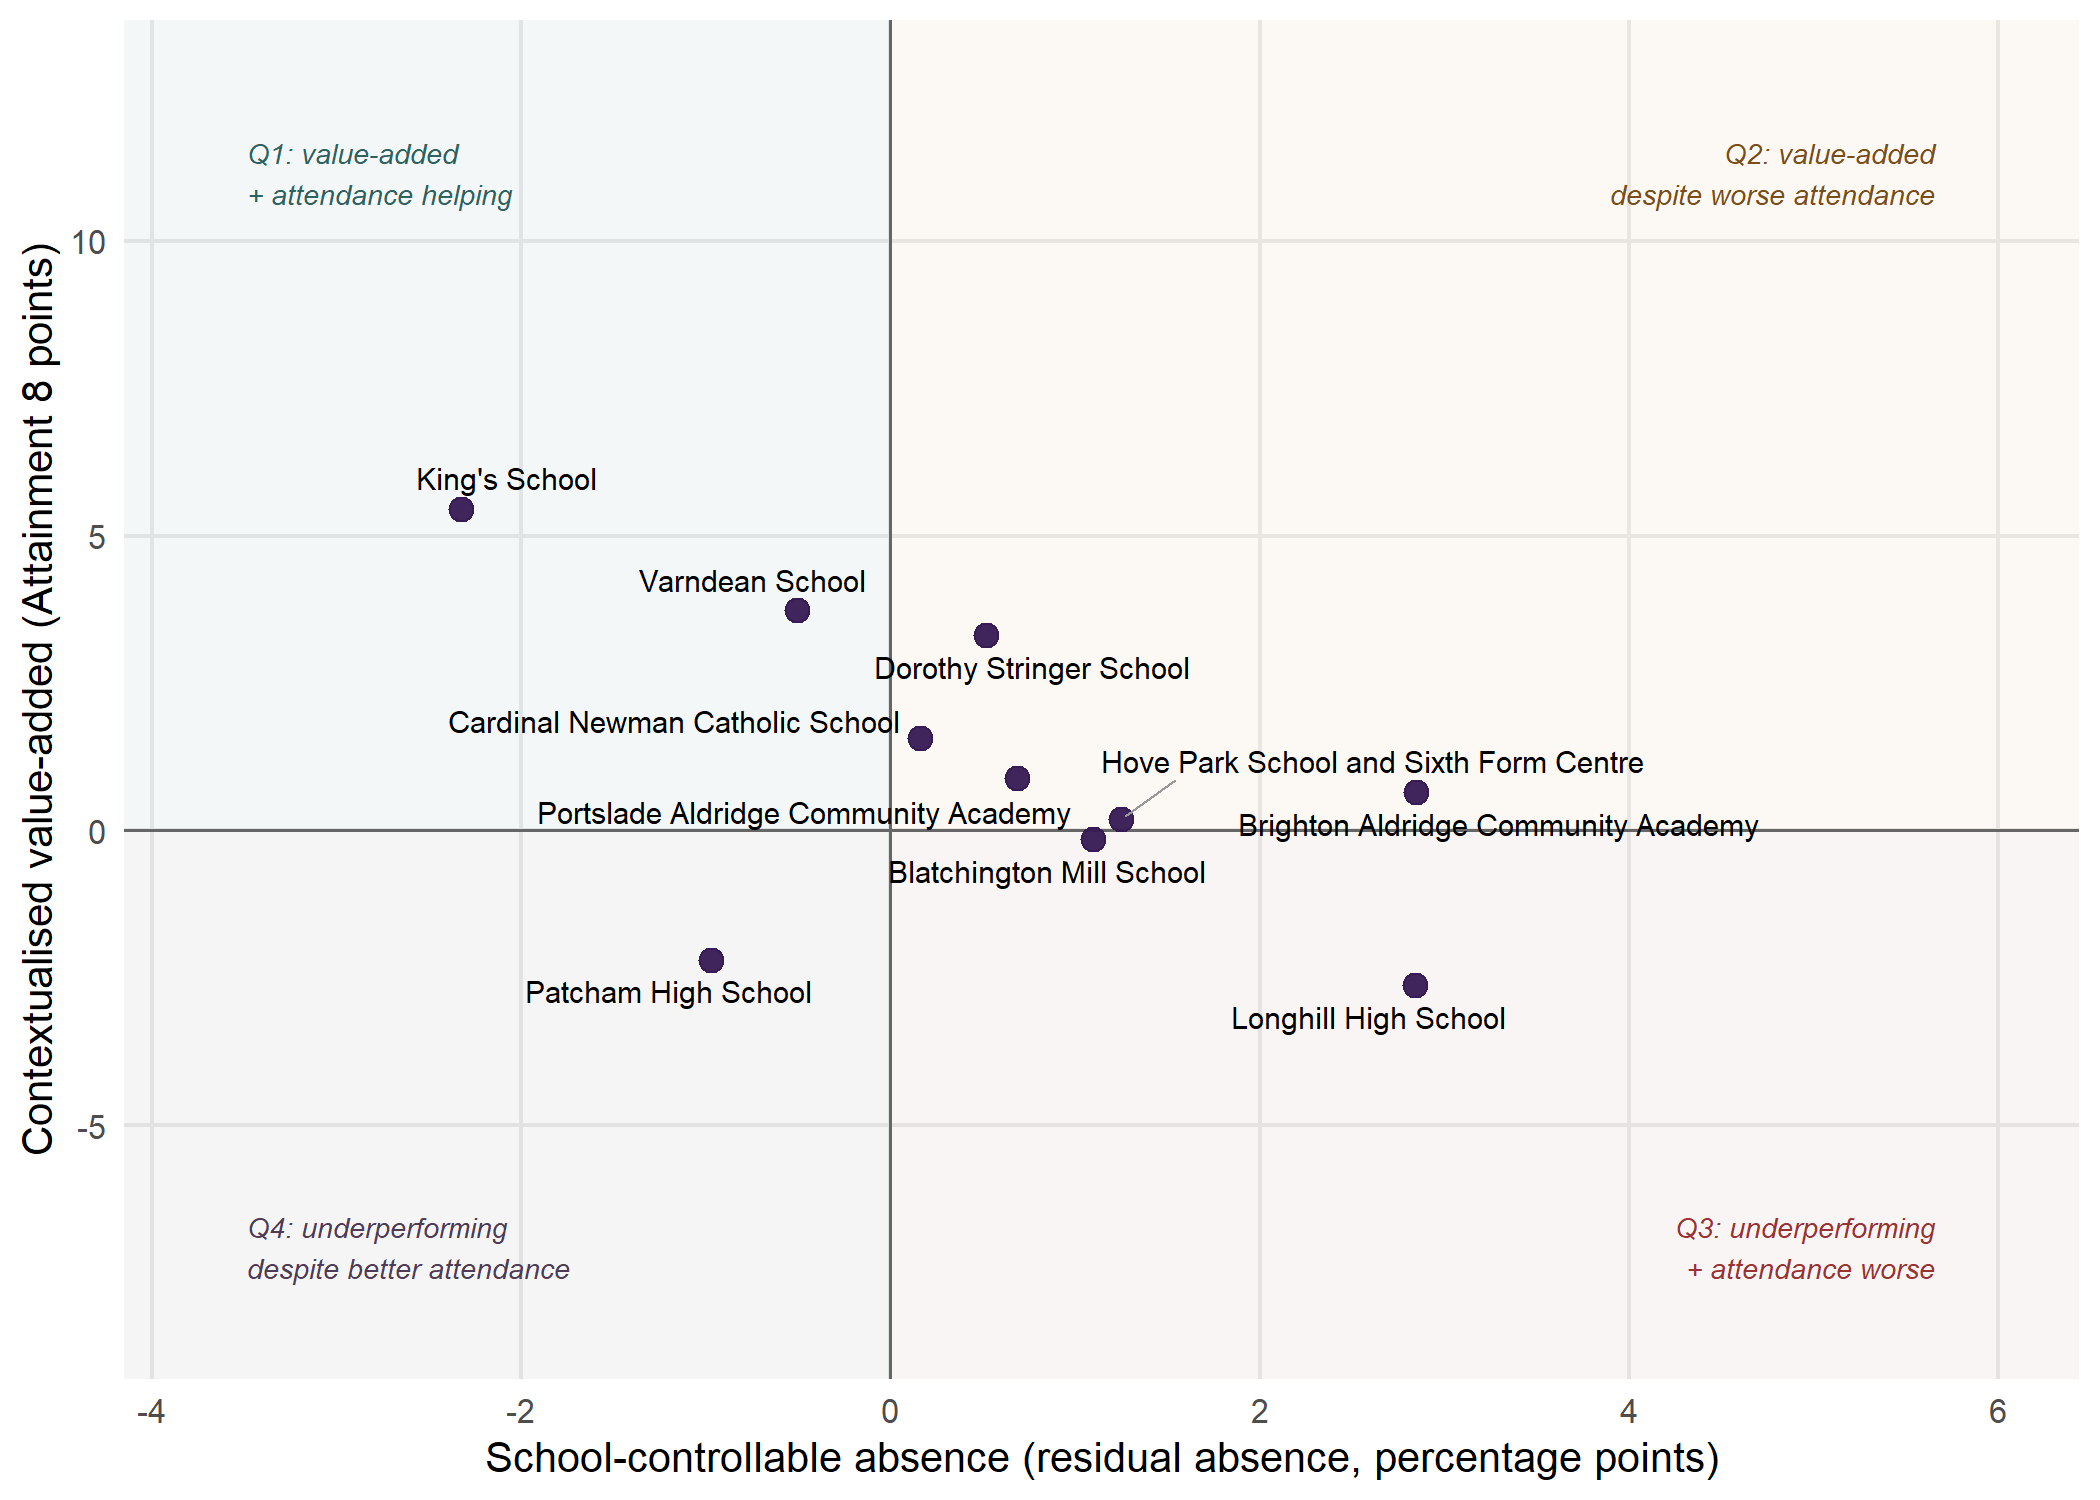 Q1: value-added
+ attendance helping
Q2: value-added
despite worse attendance
10
5
0
-5
Contextualised value-added (Attainment 8 points)
King's School
Varndean School
Dorothy Stringer School
Cardinal Newman Catholic School
Hove Park School and Sixth Form Centre
Portslade Aldridge Community Academy
Brighton Aldridge Community Academy
Blatchington Mill School
Patcham High School
Longhill High School
Q4: underperforming
despite better attendance
Q3: underperforming
+ attendance worse
-4
-2
0
2
4
6
School-controllable absence (residual absence, percentage points)